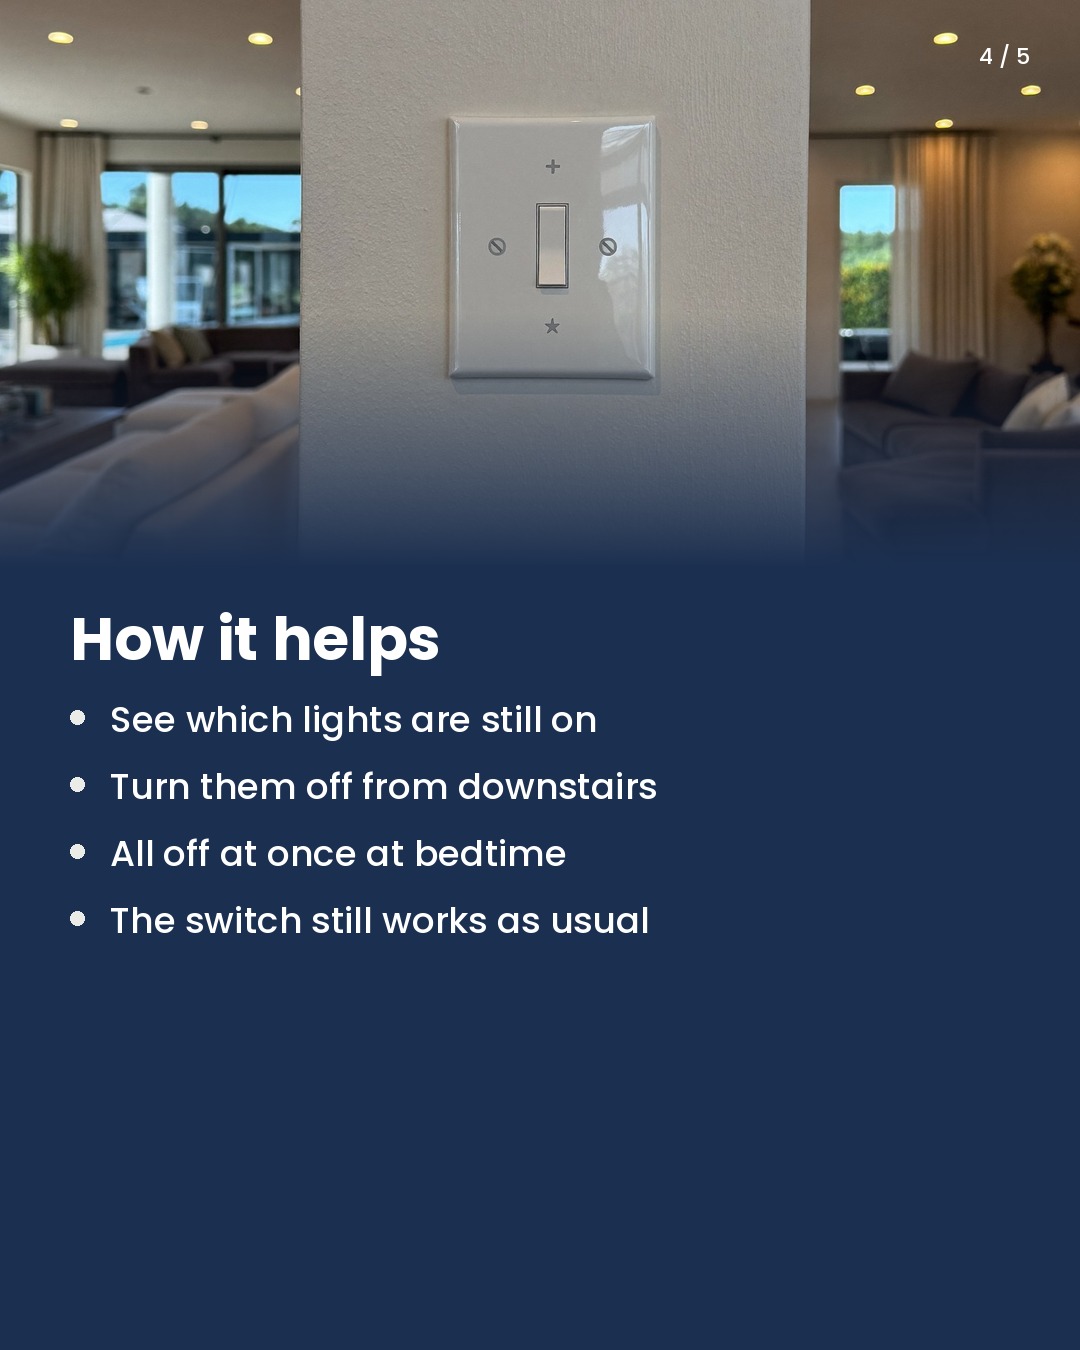 4 / 5
How it helps
See which lights are still on
Turn them off from downstairs
All off at once at bedtime
The switch still works as usual